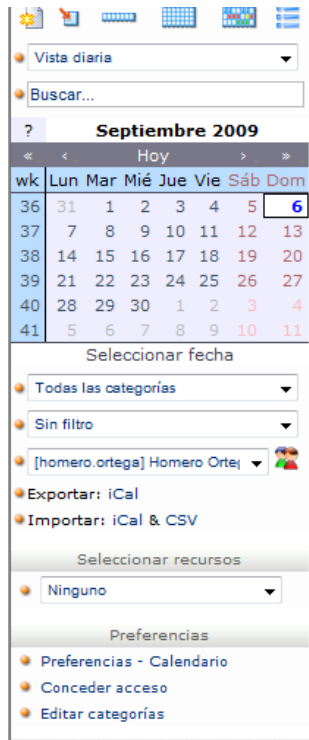 Vista diaria
Buscar...
? Septiembre 2009
« ‹ Hoy › »
wk Lun Mar Mié Jue Vie Sáb Dom
36 31 1 2 3 4 5 6
37 7 8 9 10 11 12 13
38 14 15 16 17 18 19 20
39 21 22 23 24 25 26 27
40 28 29 30 1 2 3 4
41 5 6 7 8 9 10 11
Seleccionar fecha
Todas las categorías
Sin filtro
[homero.ortega] Homero Orte
Exportar: iCal
Importar: iCal & CSV
Seleccionar recursos
Ninguno
Preferencias
Preferencias - Calendario
Conceder acceso
Editar categorías